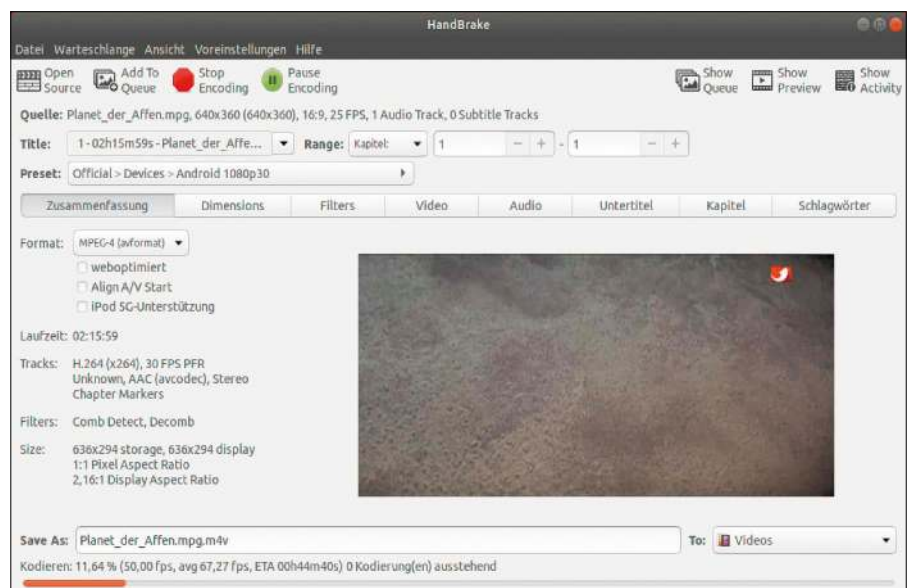 HandBrake
Datei Warteschlange Ansicht Voreinstellungen Hilfe
Open Source
Add To Queue
Stop Encoding
Pause Encoding
Show Queue
Show Preview
Show Activity
Quelle: Planet_der_Affen.mpg, 640x360 (640x360), 16:9, 25 FPS, 1 Audio Track, 0 Subtitle Tracks
Title: 1 - 02h15m59s - Planet_der_Affe... Range: Kapitel: 1 - + - 1 - +
Preset: Official > Devices > Android 1080p30
Zusammenfassung Dimensions Filters Video Audio Untertitel Kapitel Schlagwörter
Format: MPEG-4 (avformat)
weboptimiert
Align A/V Start
iPod 5G-Unterstützung
Laufzeit: 02:15:59
Tracks: H.264 (x264), 30 FPS PFR
Unknown, AAC (avcodec), Stereo
Chapter Markers
Filters: Comb Detect, Decomb
Size: 636x294 storage, 636x294 display
1:1 Pixel Aspect Ratio
2,16:1 Display Aspect Ratio
Save As: Planet_der_Affen.mpg.m4v To: Videos
Kodieren: 11,64 % (50,00 fps, avg 67,27 fps, ETA 00h44m40s) 0 Kodierung(en) ausstehend